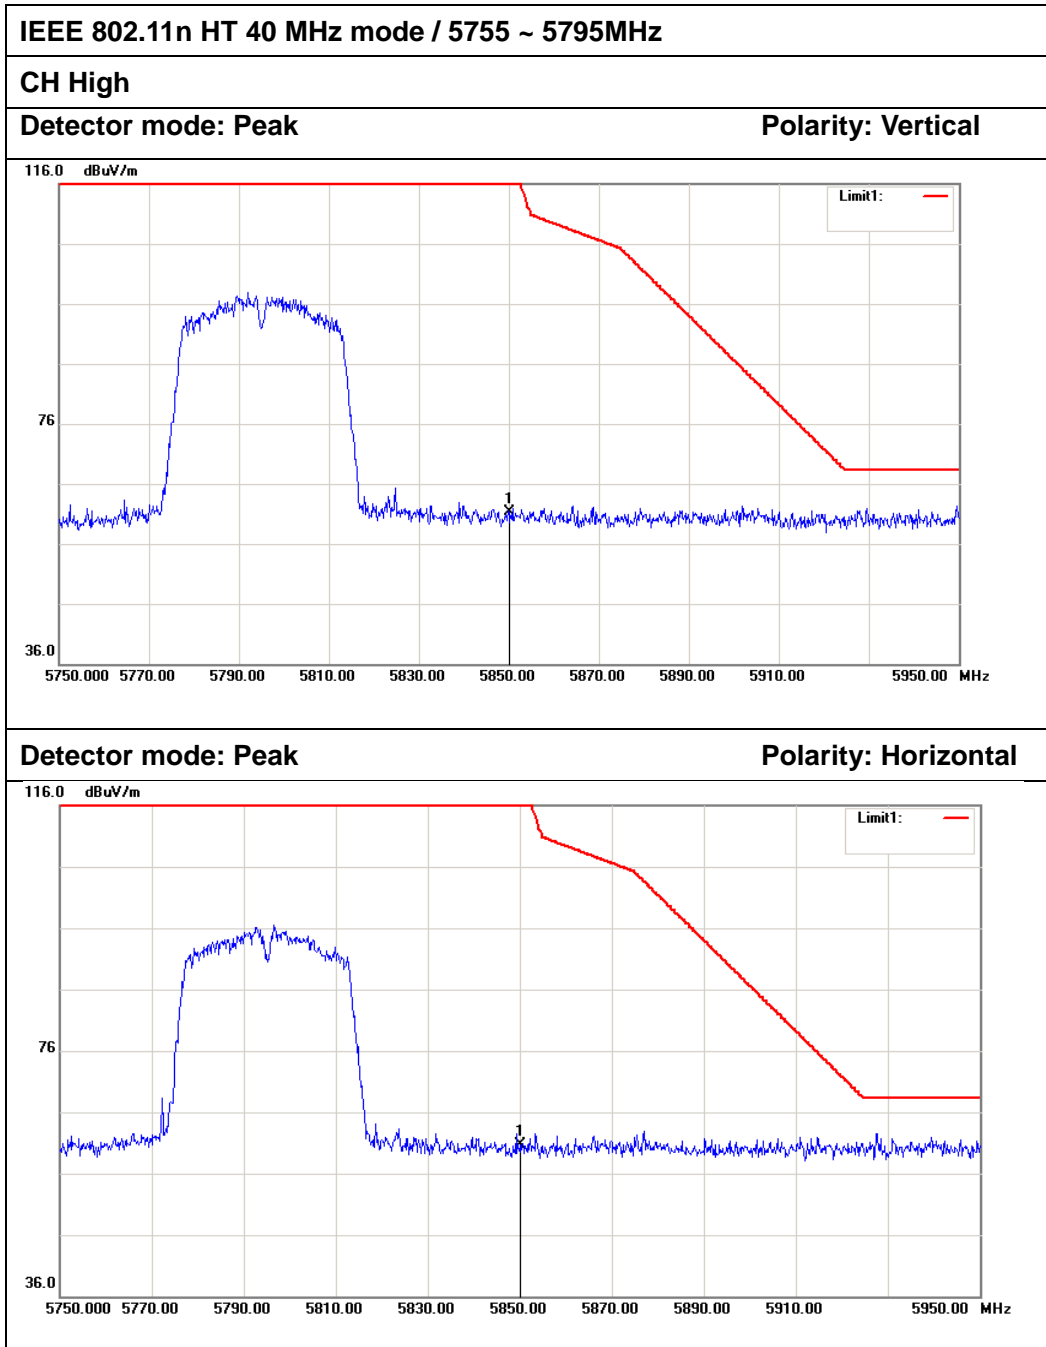 IEEE 802.11n HT 40 MHz mode / 5755 ~ 5795MHz
CH High
Detector mode: Peak Polarity: Vertical
116.0 dBuV/m
Limit1:
76
1
36.0
5750.000 5770.00 5790.00 5810.00 5830.00 5850.00 5870.00 5890.00 5910.00 5950.00 MHz
Detector mode: Peak Polarity: Horizontal
116.0 dBuV/m
Limit1:
76
1
36.0
5750.000 5770.00 5790.00 5810.00 5830.00 5850.00 5870.00 5890.00 5910.00 5950.00 MHz